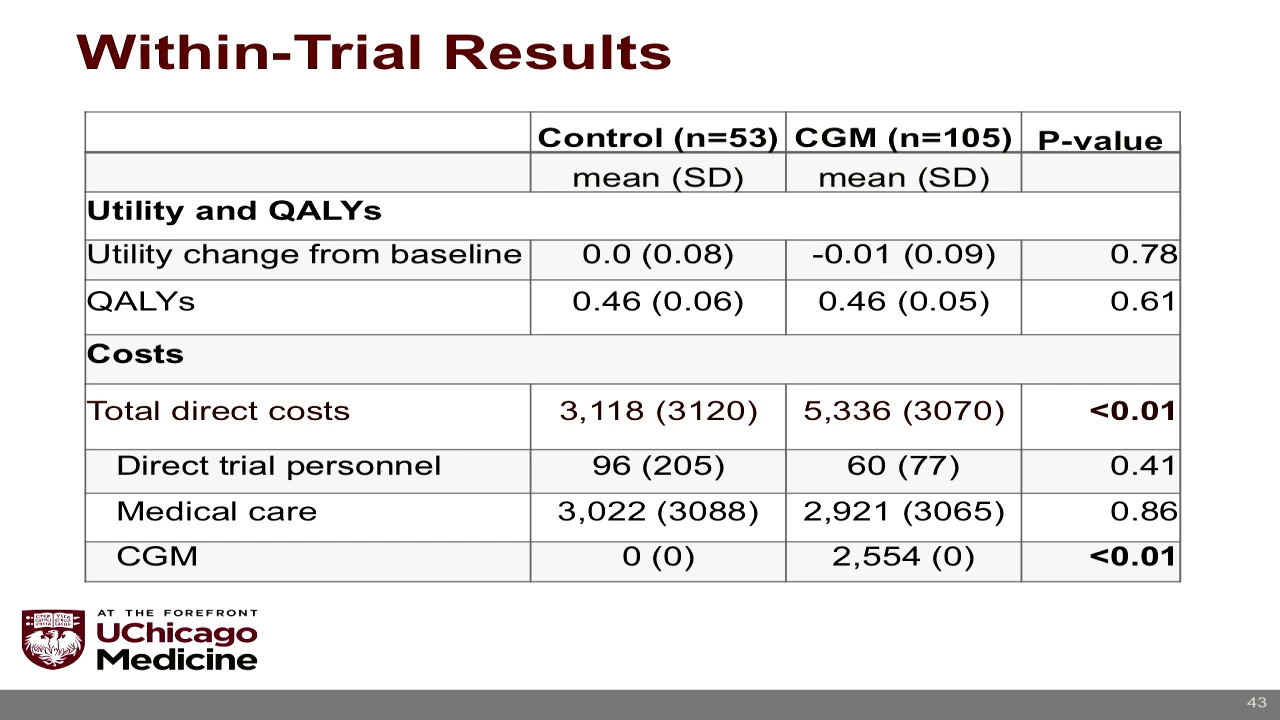 Within-Trial Results
Control (n=53) CGM (n=105) P-value
mean (SD) mean (SD)
Utility and QALYs
Utility change from baseline 0.0 (0.08) -0.01 (0.09) 0.78
QALYs 0.46 (0.06) 0.46 (0.05) 0.61
Costs
Total direct costs 3,118 (3120) 5,336 (3070) <0.01
Direct trial personnel 96 (205) 60 (77) 0.41
Medical care 3,022 (3088) 2,921 (3065) 0.86
CGM 0 (0) 2,554 (0) <0.01
AT THE FOREFRONT
UChicago
Medicine
43